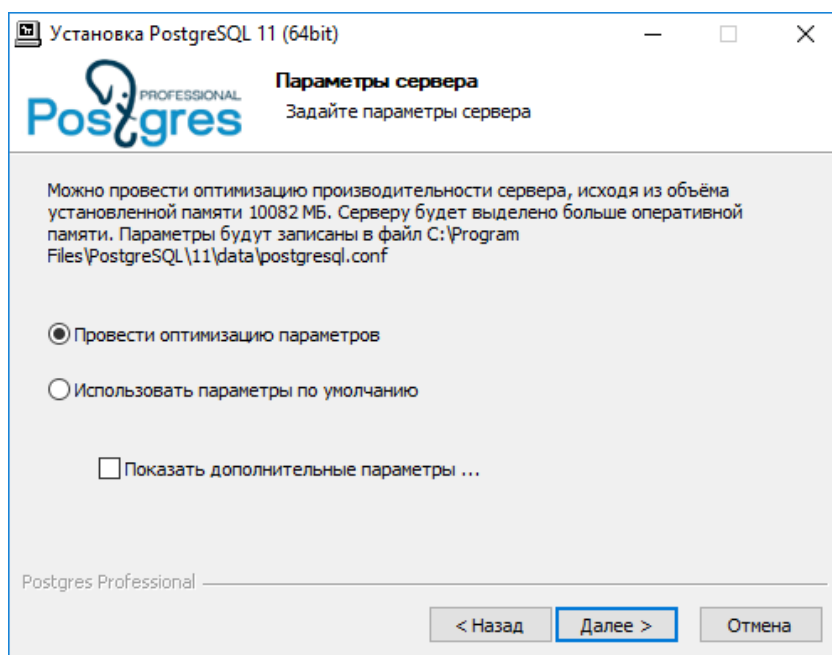 Установка PostgreSQL 11 (64bit)
PROFESSIONAL
Postgres
Параметры сервера
Задайте параметры сервера
Можно провести оптимизацию производительности сервера, исходя из объёма
установленной памяти 10082 МБ. Серверу будет выделено больше оперативной
памяти. Параметры будут записаны в файл C:\Program
Files\PostgreSQL\11\data\postgresql.conf
Провести оптимизацию параметров
Использовать параметры по умолчанию
Показать дополнительные параметры ...
Postgres Professional
< Назад
Далее >
Отмена